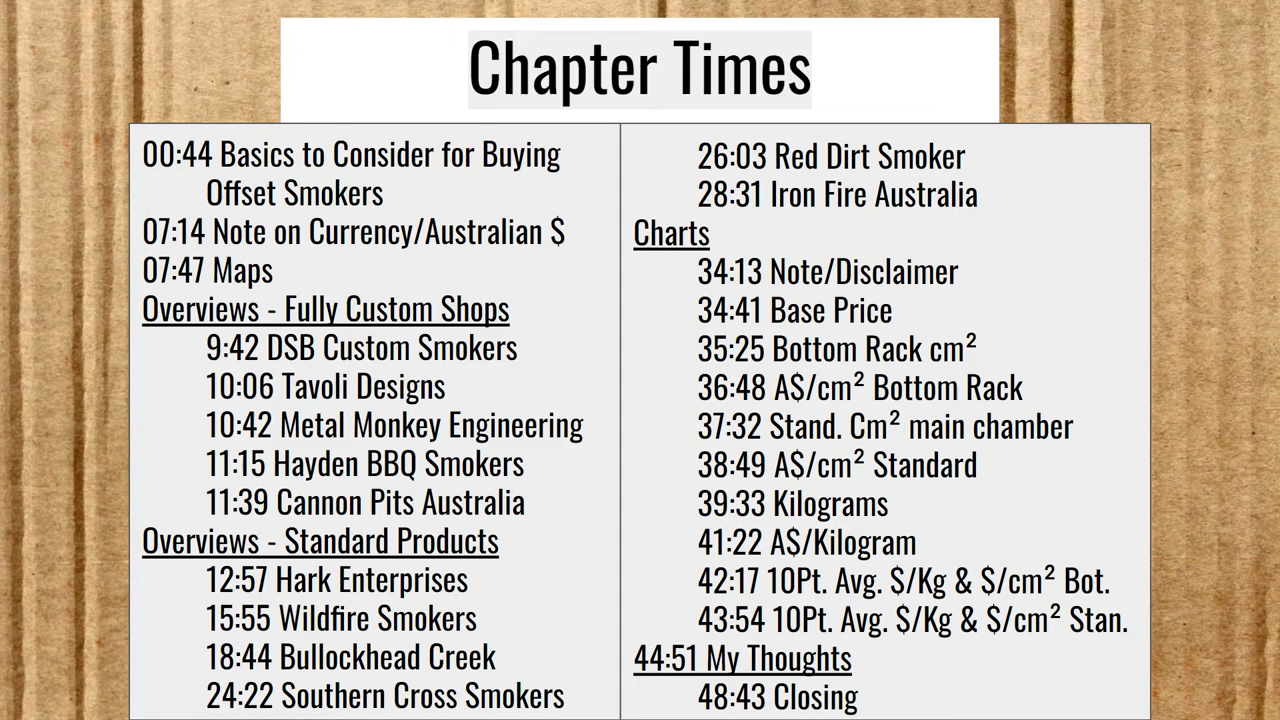 Chapter Times
00:44 Basics to Consider for Buying
Offset Smokers
07:14 Note on Currency/Australian $
07:47 Maps
Overviews - Fully Custom Shops
9:42 DSB Custom Smokers
10:06 Tavoli Designs
10:42 Metal Monkey Engineering
11:15 Hayden BBQ Smokers
11:39 Cannon Pits Australia
Overviews - Standard Products
12:57 Hark Enterprises
15:55 Wildfire Smokers
18:44 Bullockhead Creek
24:22 Southern Cross Smokers
26:03 Red Dirt Smoker
28:31 Iron Fire Australia
Charts
34:13 Note/Disclaimer
34:41 Base Price
35:25 Bottom Rack cm²
36:48 A$/cm² Bottom Rack
37:32 Stand. Cm² main chamber
38:49 A$/cm² Standard
39:33 Kilograms
41:22 A$/Kilogram
42:17 10Pt. Avg. $/Kg & $/cm² Bot.
43:54 10Pt. Avg. $/Kg & $/cm² Stan.
44:51 My Thoughts
48:43 Closing